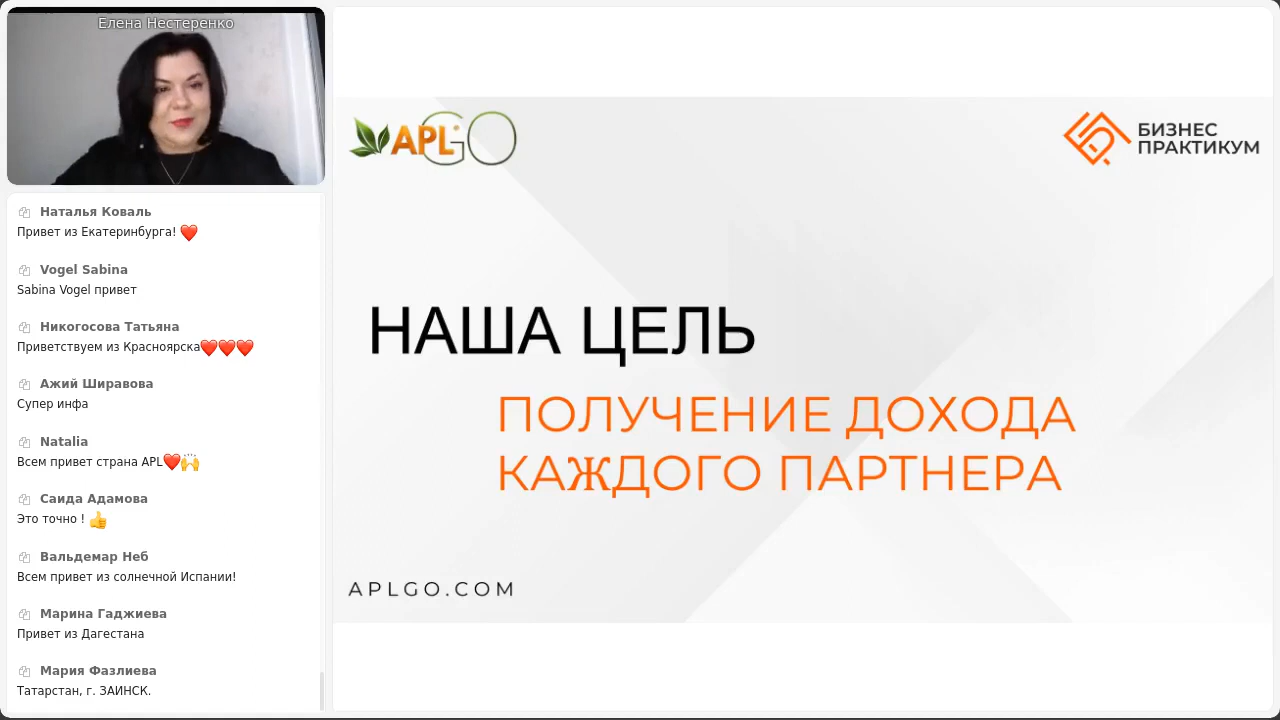 Елена Нестеренко
Наталья Коваль
Привет из Екатеринбурга! ❤️
Vogel Sabina
Sabina Vogel привет
Никогосова Татьяна
Приветствуем из Красноярска❤️❤️❤️
Ажий Ширавова
Супер инфа
Natalia
Всем привет страна APL❤️🙌
Саида Адамова
Это точно ! 👍
Вальдемар Неб
Всем привет из солнечной Испании!
Марина Гаджиева
Привет из Дагестана
Мария Фазлиева
Татарстан, г. ЗАИНСК.
APLGO
БИЗНЕС
ПРАКТИКУМ
НАША ЦЕЛЬ
ПОЛУЧЕНИЕ ДОХОДА
КАЖДОГО ПАРТНЕРА
APLGO.COM